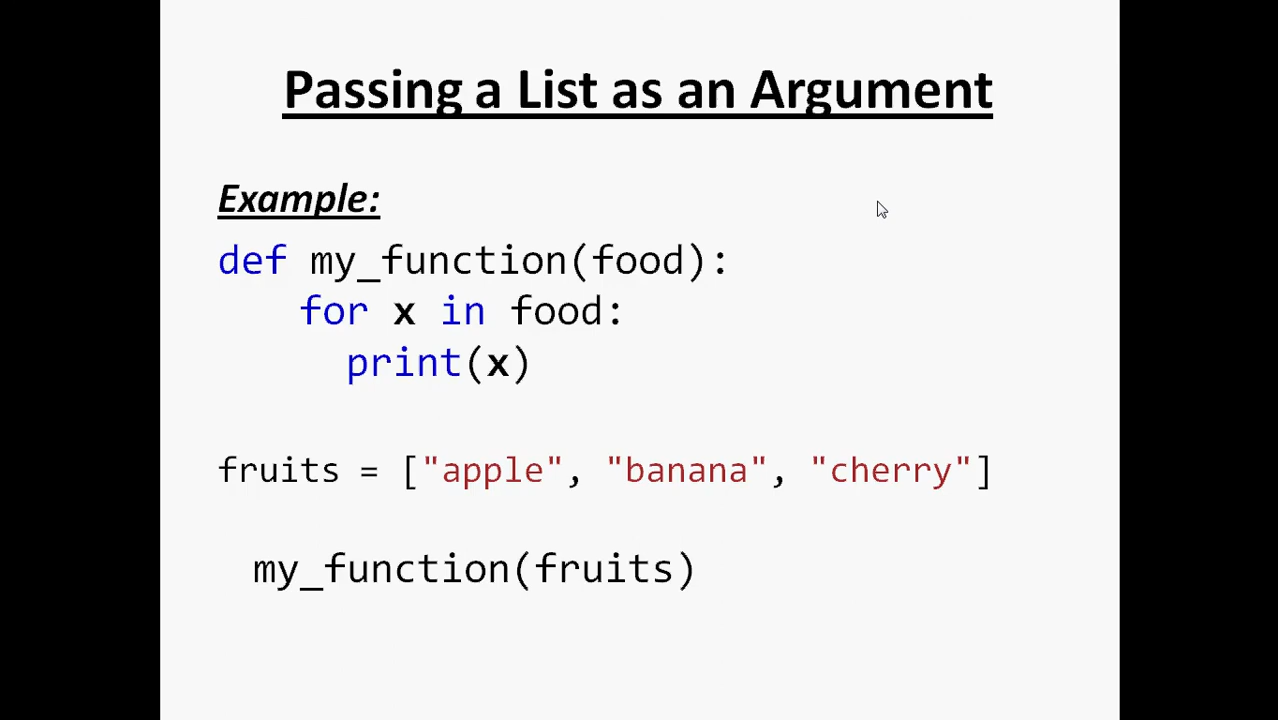 Passing a List as an Argument
Example:
def my_function(food):
    for x in food:
      print(x)
fruits = ["apple", "banana", "cherry"]
my_function(fruits)